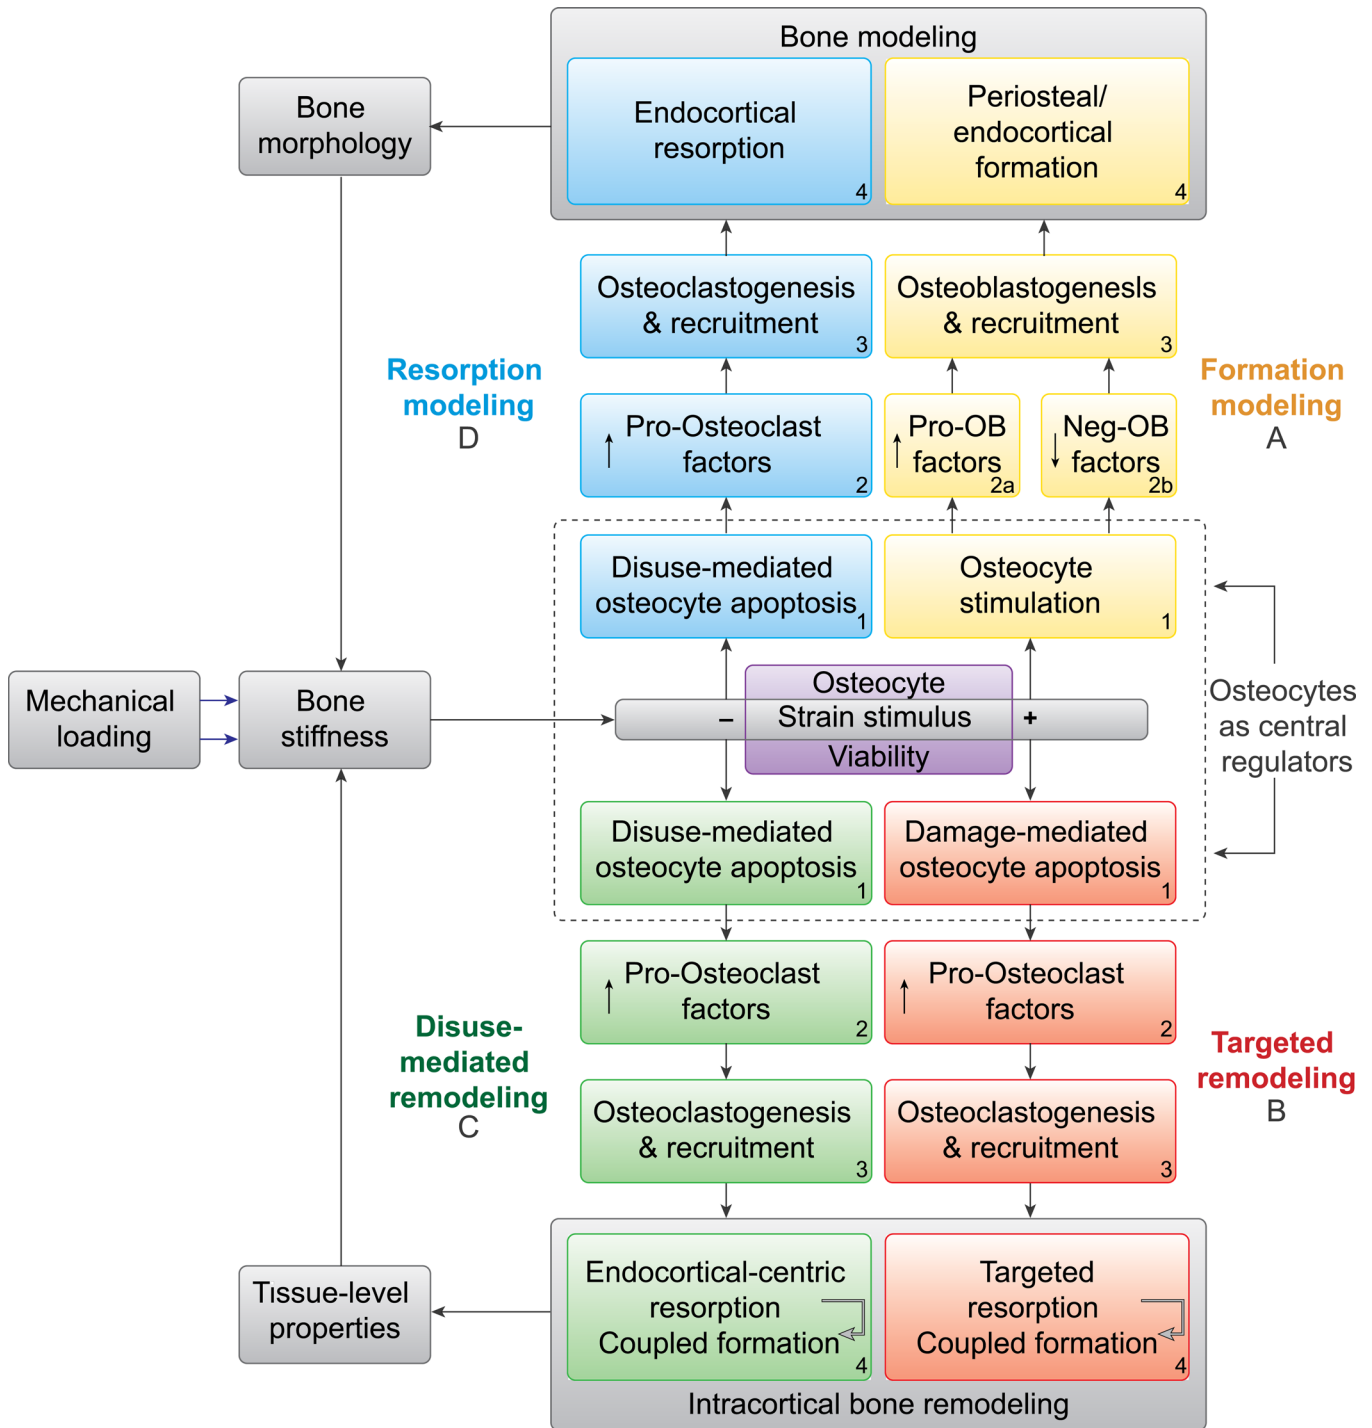 Bone modeling
Endocortical
resorption
4
Periosteal/
endocortical
formation
4
Bone
morphology
Osteoclastogenesis
& recruitment
3
Osteoblastogenesls
& recruitment
3
Resorption
modeling
D
Formation
modeling
A
↑ Pro-Osteoclast
factors
2
↑ Pro-OB
factors
2a
↓ Neg-OB
factors
2b
Disuse-mediated
osteocyte apoptosis
1
Osteocyte
stimulation
1
Mechanical
loading
Bone
stiffness
Osteocyte
– Strain stimulus +
Viability
Osteocytes
as central
regulators
Disuse-mediated
osteocyte apoptosis
1
Damage-mediated
osteocyte apoptosis
1
↑ Pro-Osteoclast
factors
2
↑ Pro-Osteoclast
factors
2
Disuse-
mediated
remodeling
C
Targeted
remodeling
B
Osteoclastogenesis
& recruitment
3
Osteoclastogenesis
& recruitment
3
Tissue-level
properties
Endocortical-centric
resorption
Coupled formation
4
Targeted
resorption
Coupled formation
4
Intracortical bone remodeling